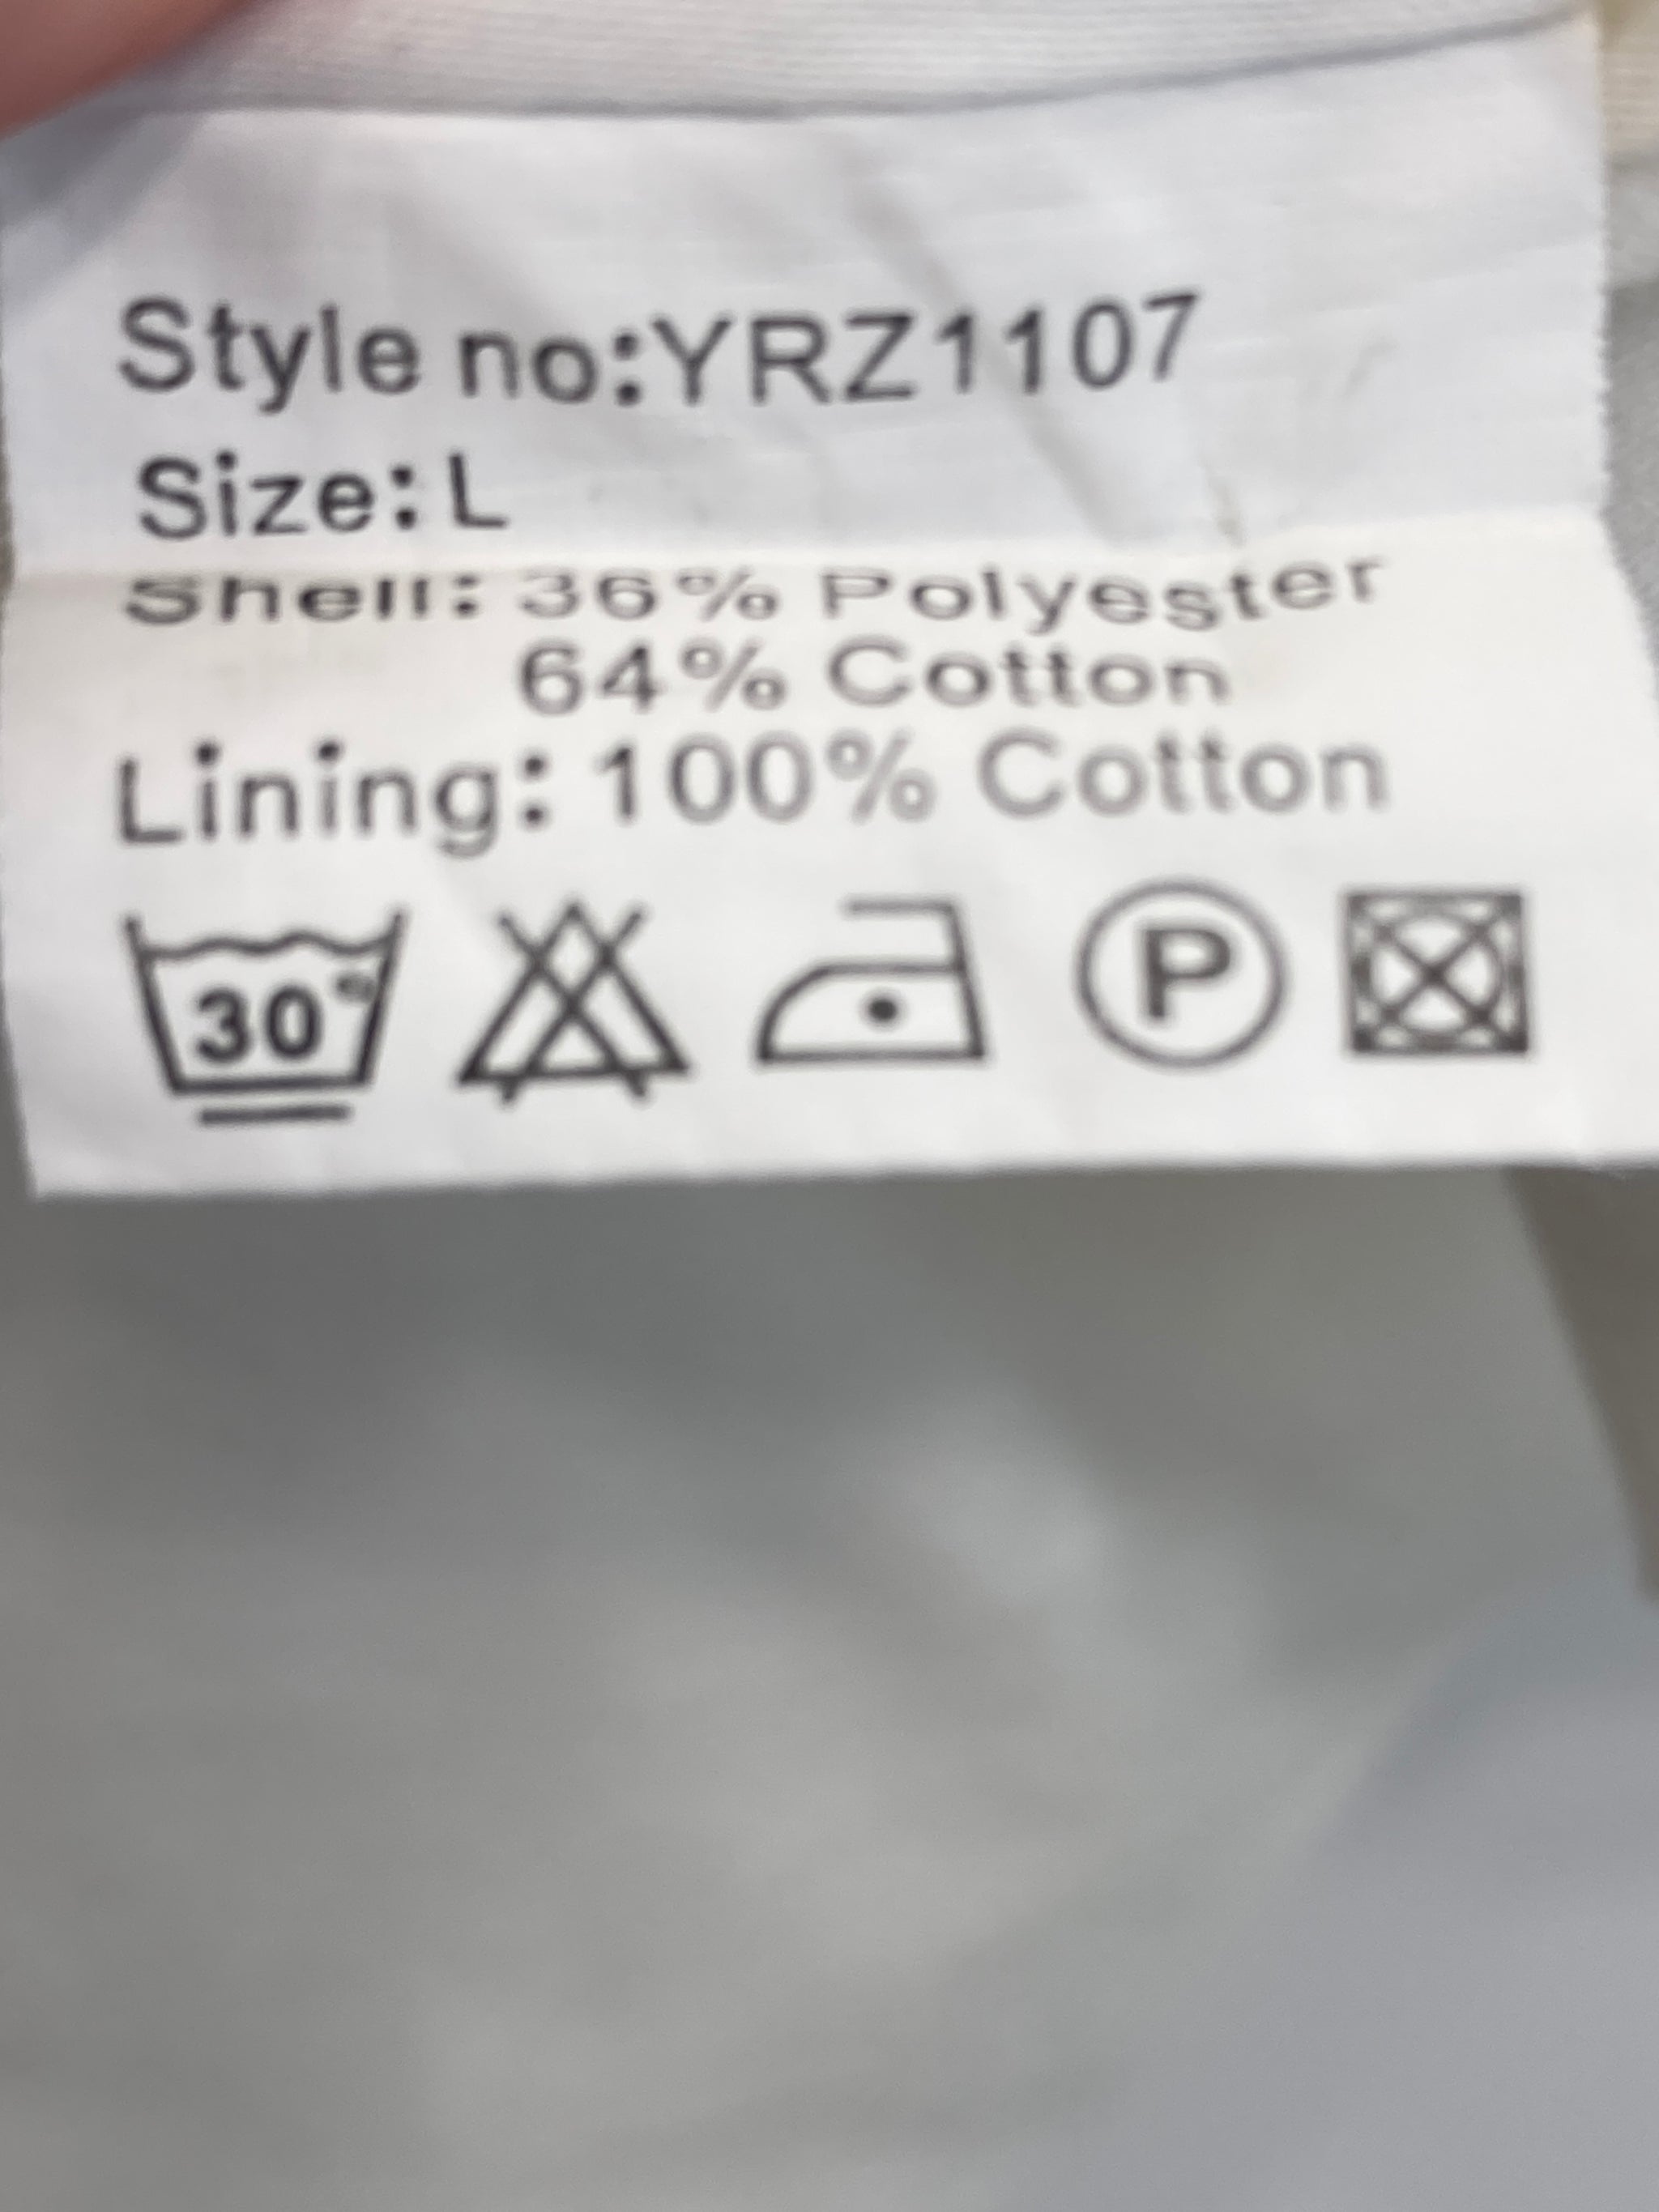 Style no:YRZ1107
Size: L
Shell: 36% Polyester
64% Cotton
Lining: 100% Cotton
30° P